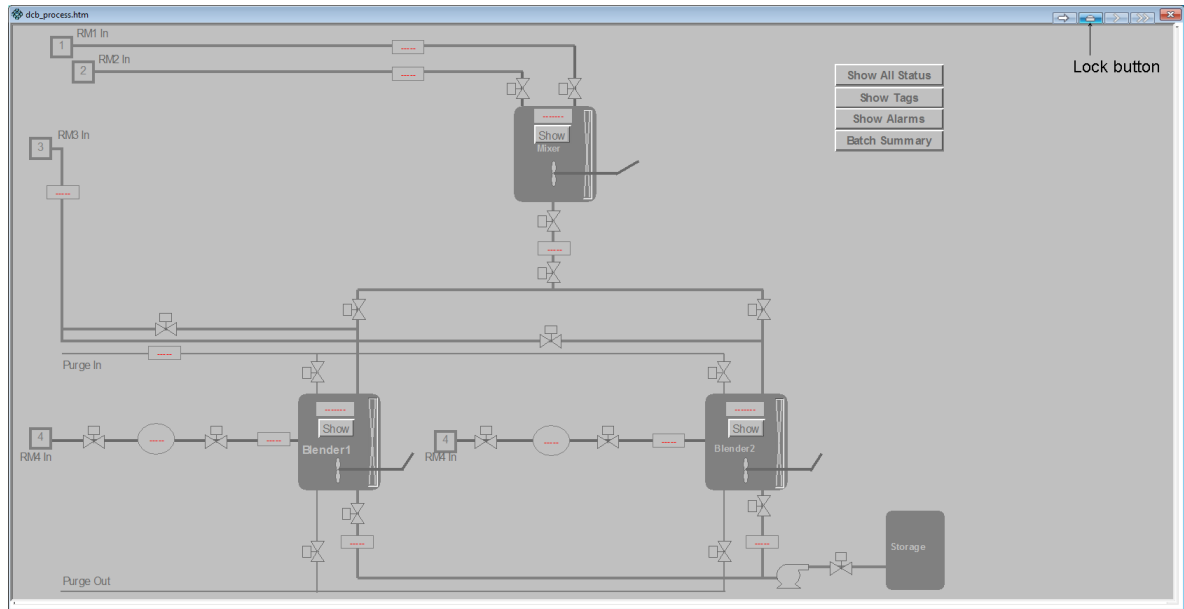 dcb_process.htm
Lock button
1
RM1 In
2
RM2 In
Show All Status
Show Tags
Show Alarms
Batch Summary
RM3 In
3
Show
Mixer
Purge In
Show
Show
4
RM4 In
Blender1
4
RM4 In
Blender2
Storage
Purge Out